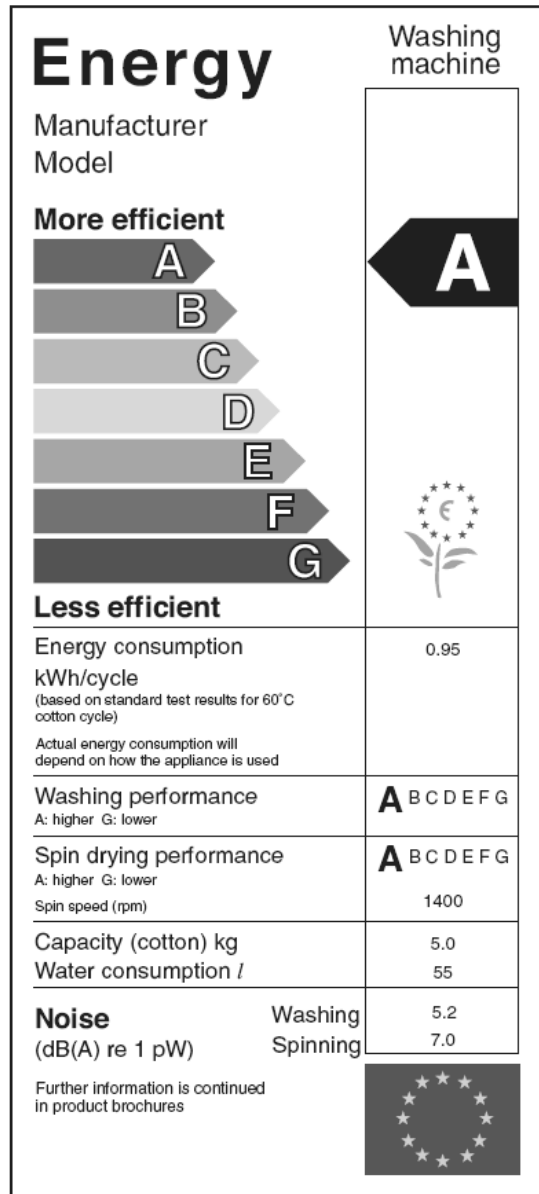 Energy
Washing
machine
Manufacturer
Model
More efficient
A
A
B
C
D
E
F
G
Less efficient
Energy consumption 0.95
kWh/cycle
(based on standard test results for 60˚C
cotton cycle)
Actual energy consumption will
depend on how the appliance is used
Washing performance A B C D E F G
A: higher G: lower
Spin drying performance A B C D E F G
A: higher G: lower
Spin speed (rpm) 1400
Capacity (cotton) kg 5.0
Water consumption l 55
Noise Washing 5.2
(dB(A) re 1 pW) Spinning 7.0
Further information is continued
in product brochures